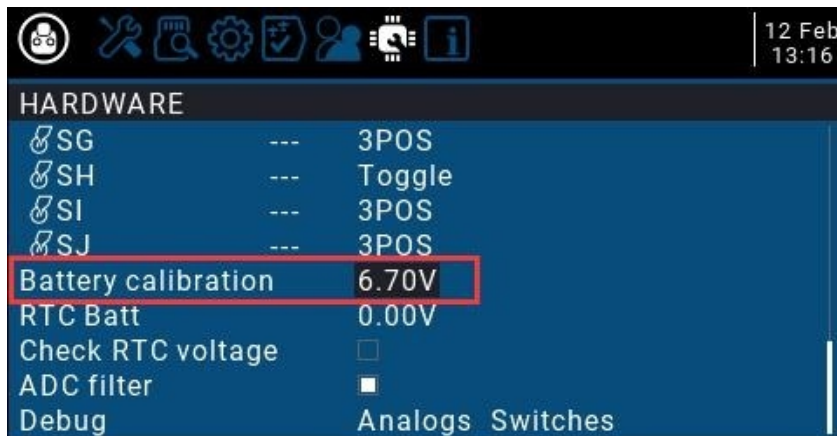 12 Feb
13:16
HARDWARE
SG --- 3POS
SH --- Toggle
SI --- 3POS
SJ --- 3POS
Battery calibration 6.70V
RTC Batt 0.00V
Check RTC voltage
ADC filter
Debug Analogs Switches